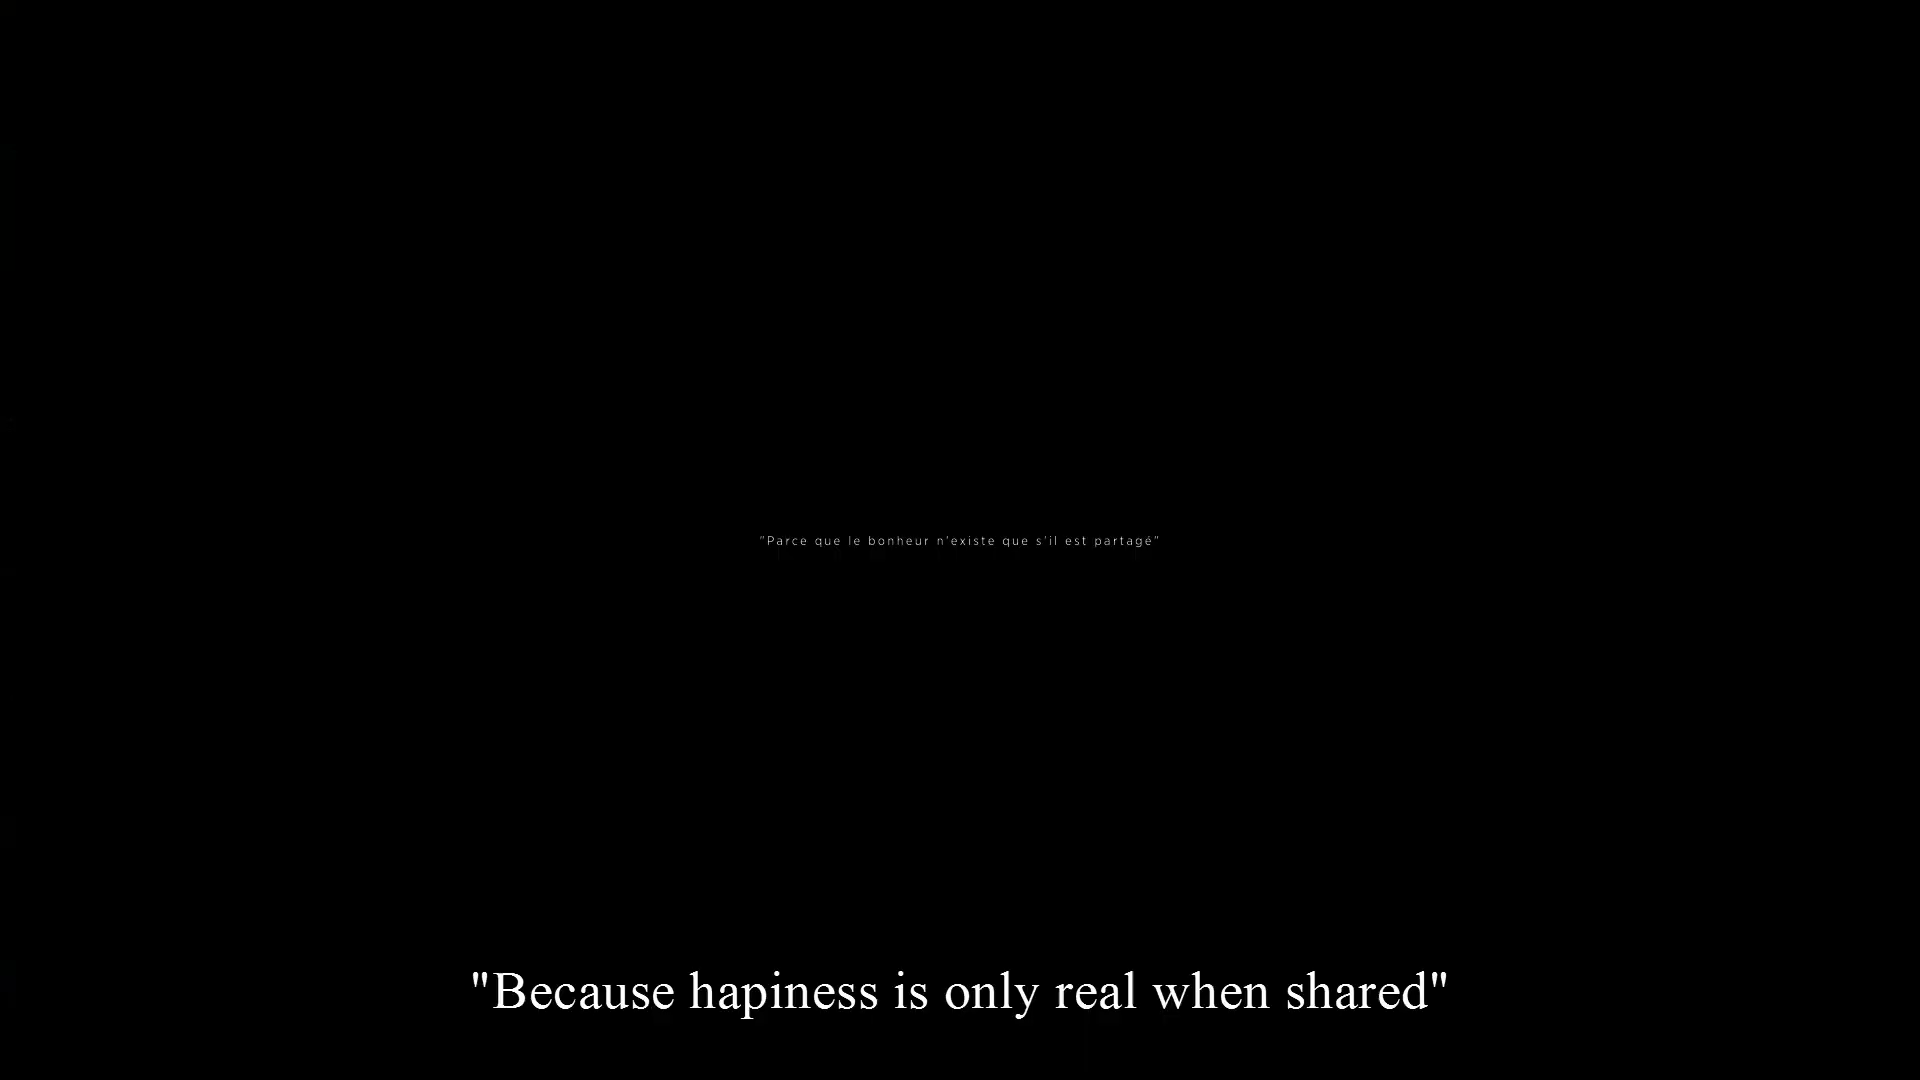 "Parce que le bonheur n'existe que s'il est partagé"
"Because hapiness is only real when shared"